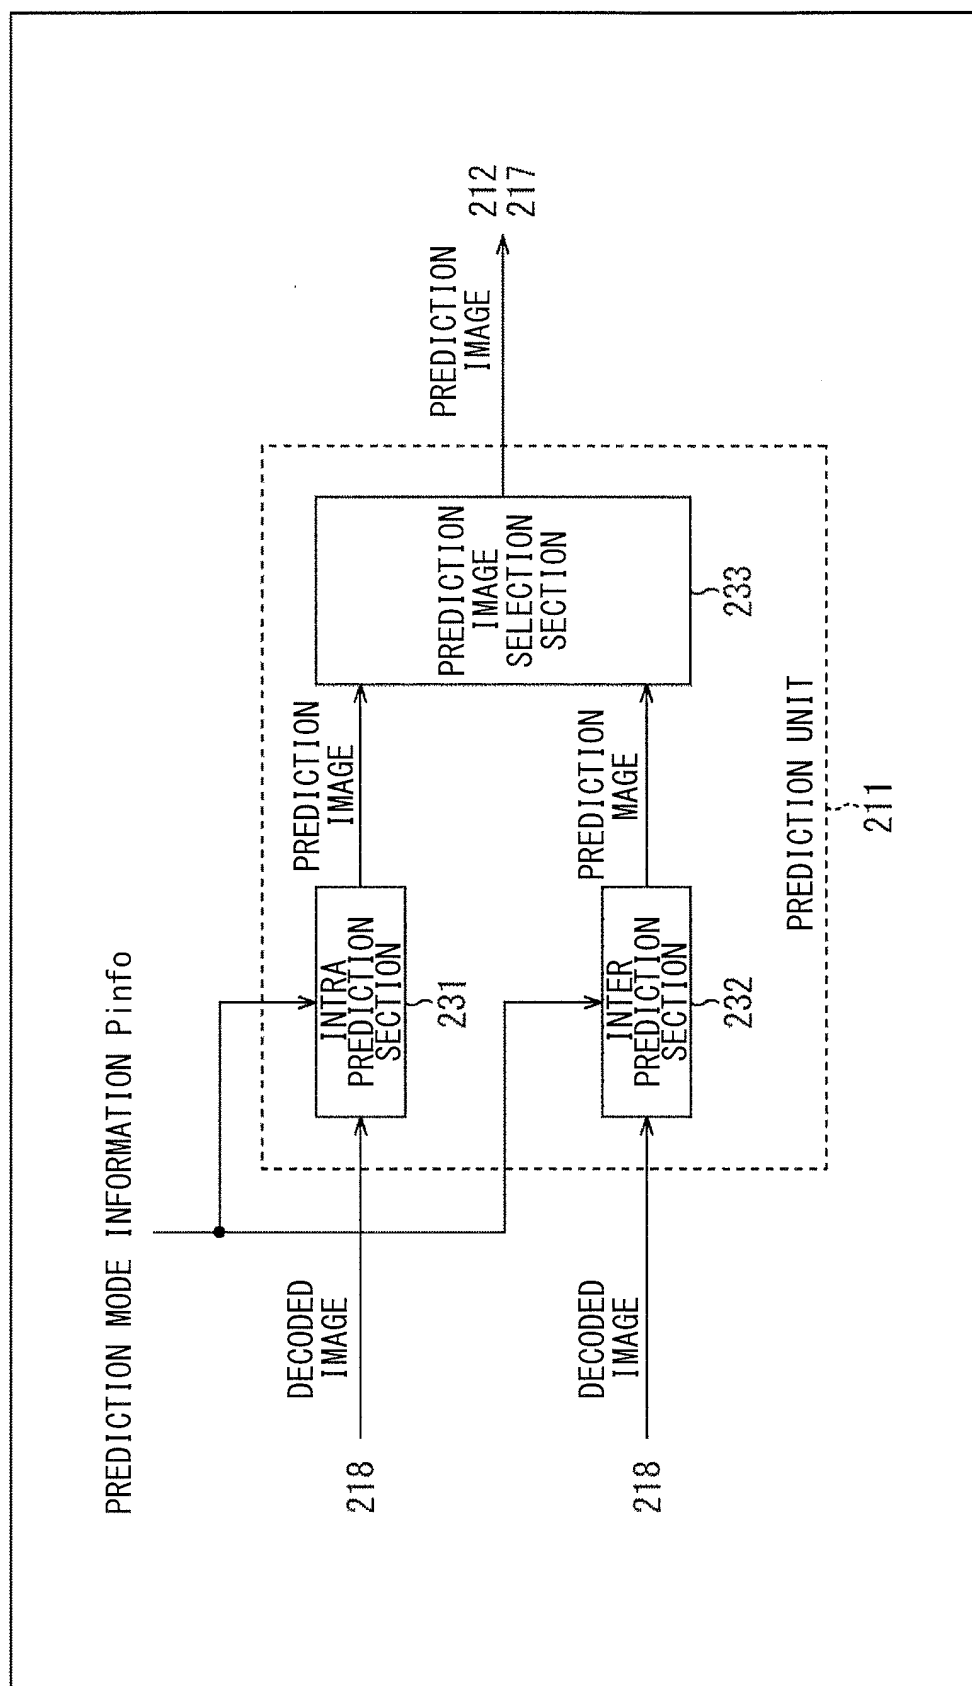 PREDICTION MODE INFORMATION Pinfo
218
DECODED
IMAGE
INTRA
PREDICTION
SECTION
231
PREDICTION
IMAGE
218
DECODED
IMAGE
INTER
PREDICTION
SECTION
232
PREDICTION
MAGE
PREDICTION
IMAGE
SELECTION
SECTION
233
PREDICTION
IMAGE
212
217
PREDICTION UNIT
211